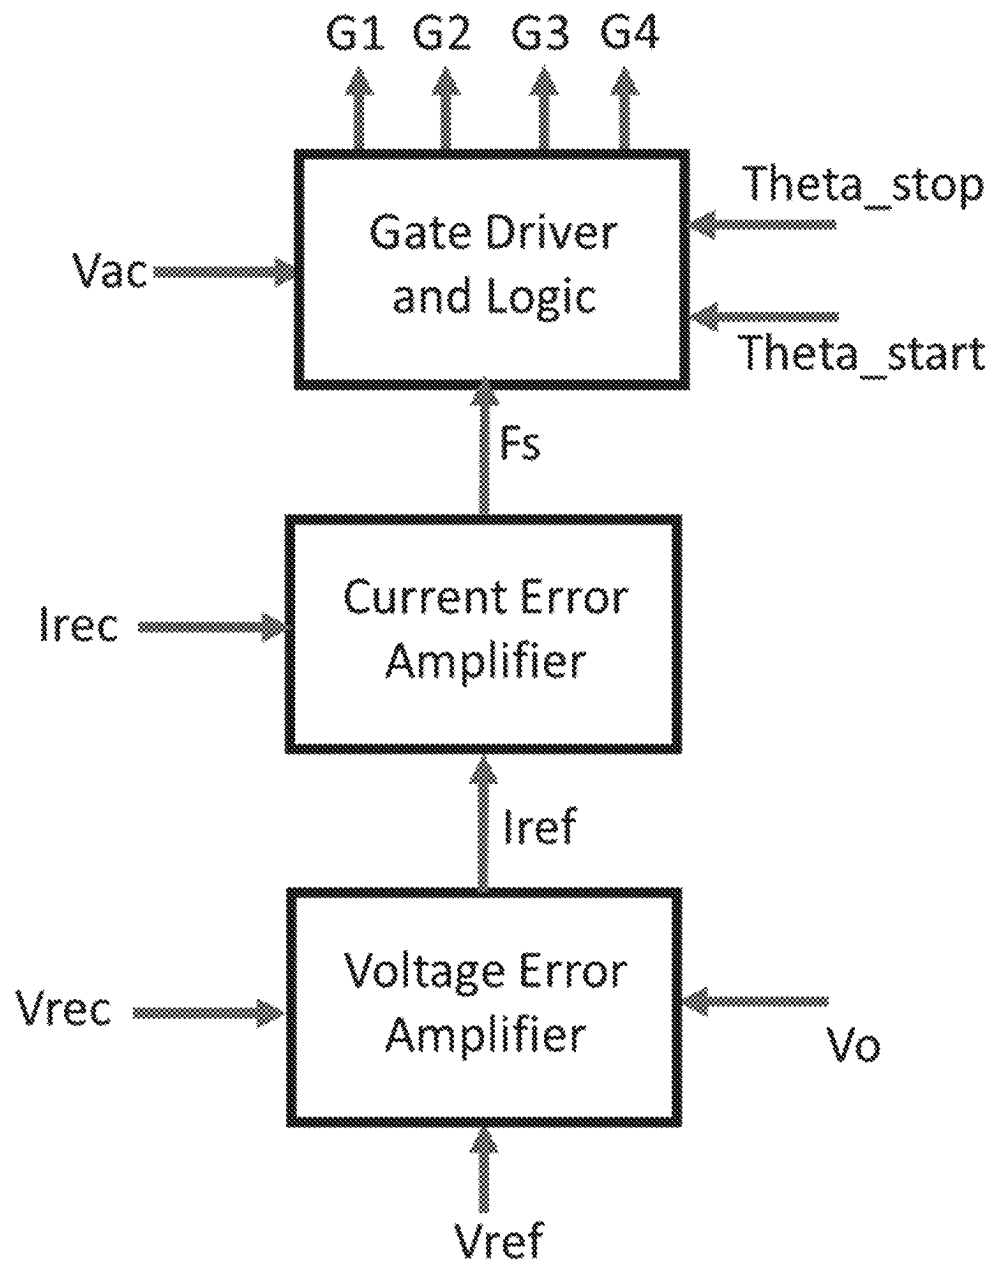 G1 G2 G3 G4
Theta_stop
Gate Driver
and Logic
Vac
Theta_start
Fs
Current Error
Amplifier
Irec
Iref
Voltage Error
Amplifier
Vrec
Vo
Vref